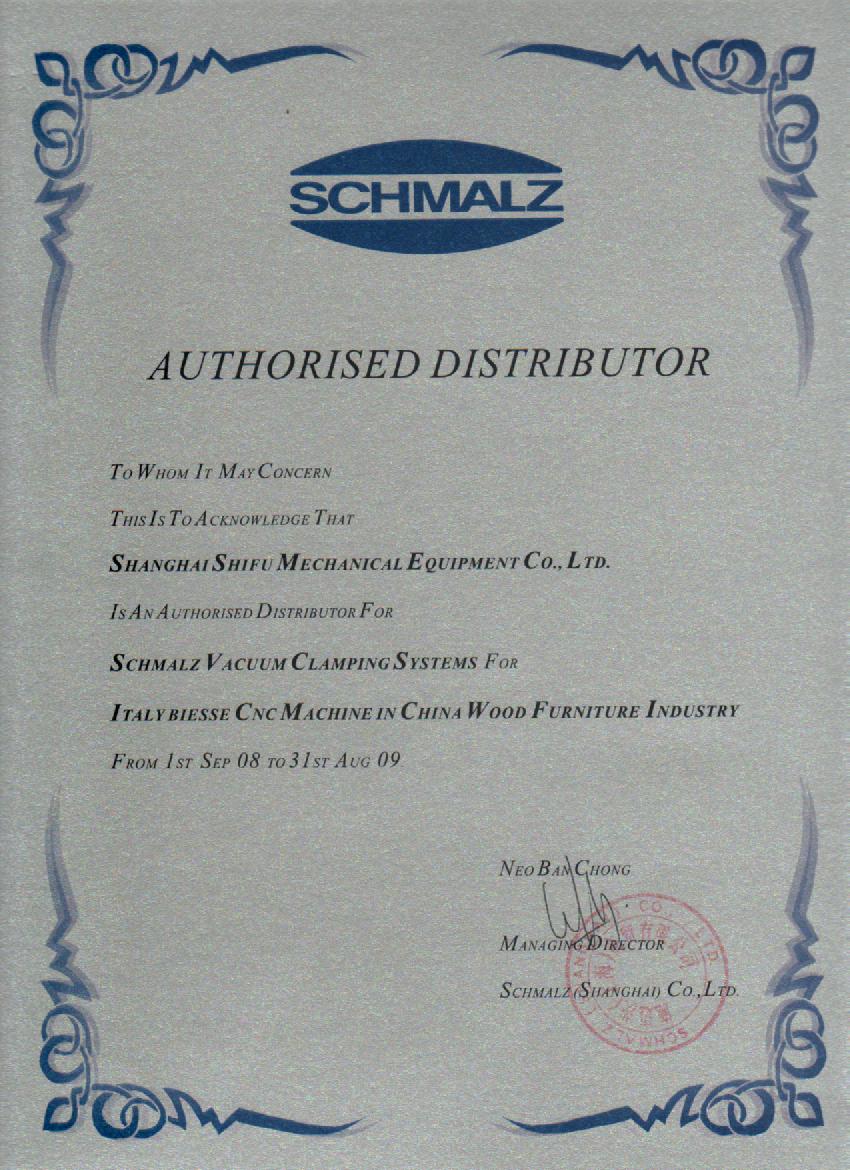 SCHMALZ
AUTHORISED DISTRIBUTOR
TO WHOM IT MAY CONCERN
THIS IS TO ACKNOWLEDGE THAT
SHANGHAI SHIFU MECHANICAL EQUIPMENT CO., LTD.
IS AN AUTHORISED DISTRIBUTOR FOR
SCHMALZ VACUUM CLAMPING SYSTEMS FOR
ITALY BIESSE CNC MACHINE IN CHINA WOOD FURNITURE INDUSTRY
FROM 1ST SEP 08 TO 31ST AUG 09
NEO BAN CHONG
MANAGING DIRECTOR
SCHMALZ (SHANGHAI) CO., LTD.